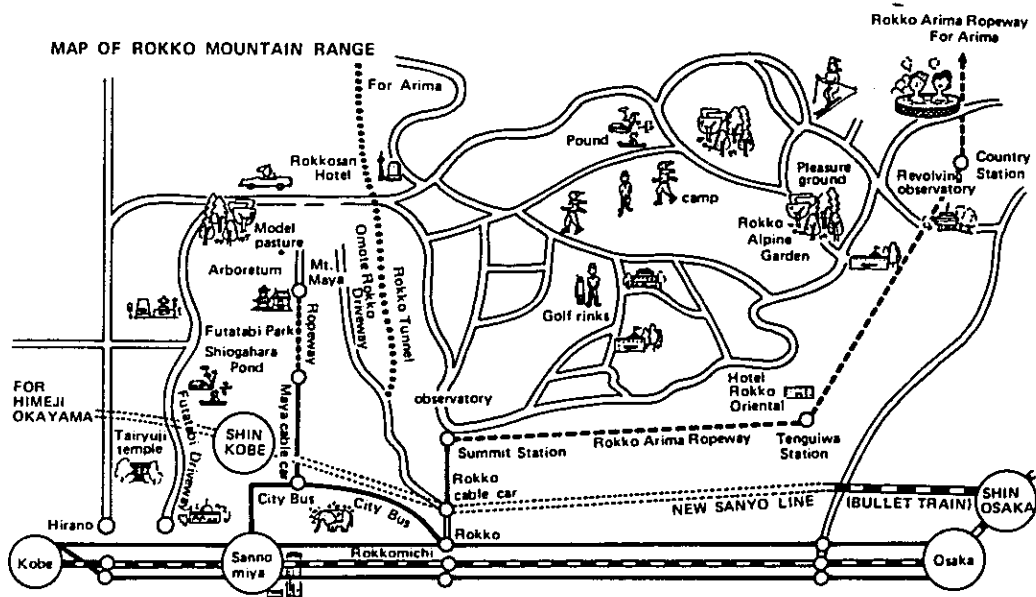 MAP OF ROKKO MOUNTAIN RANGE
Rokko Arima Ropeway
For Arima
For Arima
Pound
Rokkosan
Hotel
camp
Pleasure
ground
Revolving
observatory
Country
Station
Rokko
Alpine
Garden
Model
pasture
Arboretum
Mt.
Maya
Omote Rokko
Driveway
Rokko Tunnel
Ropeway
Golf rinks
Futatabi Park
Shiogahara
Pond
FOR
HIMEJI
OKAYAMA
Futatabi Driveway
Maya cable car
observatory
Hotel
Rokko
Oriental
SHIN
KOBE
Tairyuji
temple
Summit Station
Rokko Arima Ropeway
Tenguiwa
Station
Rokko
cable car
City Bus
City Bus
NEW SANYO LINE
(BULLET TRAIN)
SHIN
OSAKA
Hirano
Rokko
Kobe
Sanno
miya
Rokkomichi
Osaka